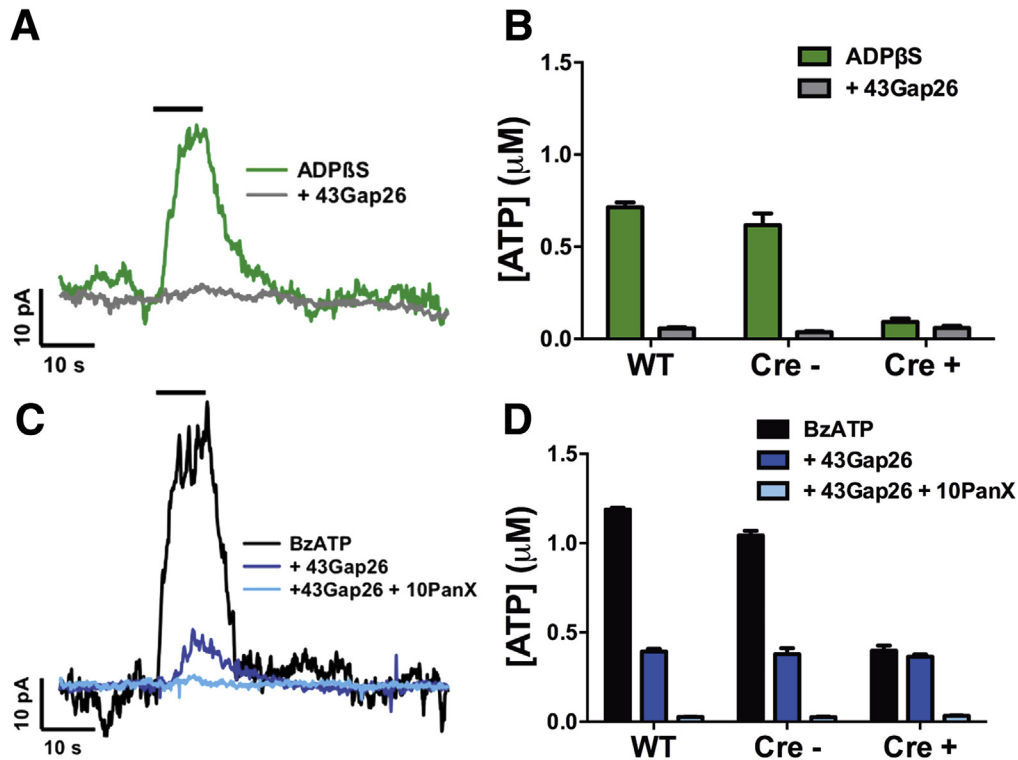 A
ADPßS
+ 43Gap26
10 pA
10 s
B
ADPβS
+ 43Gap26
[ATP] (µM)
1.5
1.0
0.5
0.0
WT
Cre -
Cre +
C
BzATP
+ 43Gap26
+43Gap26 + 10PanX
10 pA
10 s
D
BzATP
+ 43Gap26
+ 43Gap26 + 10PanX
[ATP] (µM)
1.5
1.0
0.5
0.0
WT
Cre -
Cre +